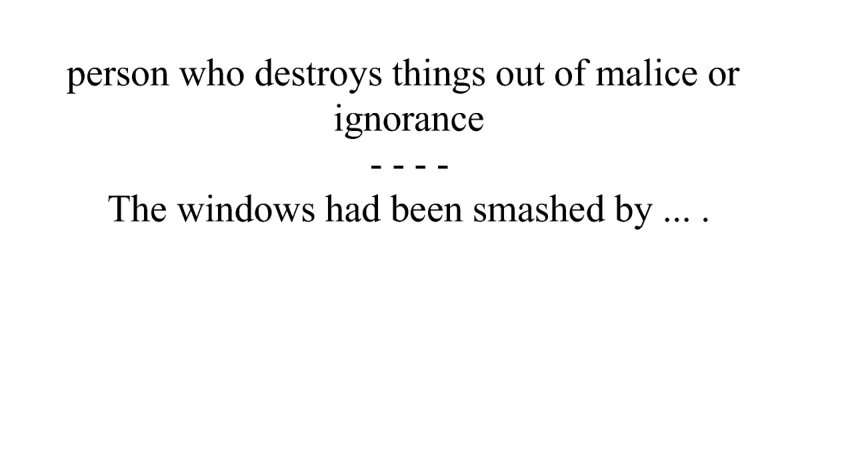 person who destroys things out of malice or
ignorance
- - - -
The windows had been smashed by ... .